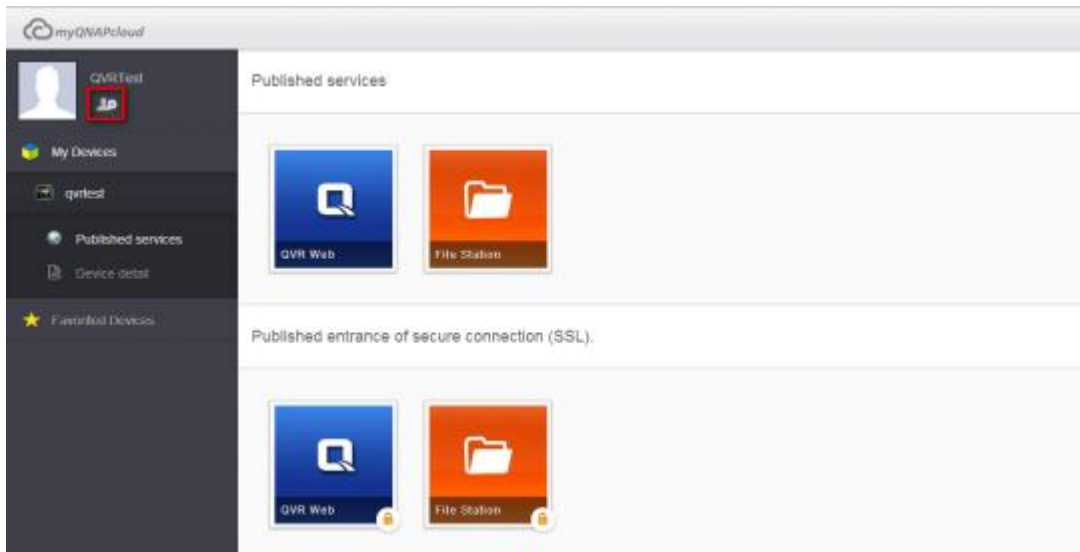 myQNAPcloud
QVRTest
My Devices
qvrtest
Published services
Device detail
Favorited Devices
Published services
QVR Web
File Station
Published entrance of secure connection (SSL).
QVR Web
File Station